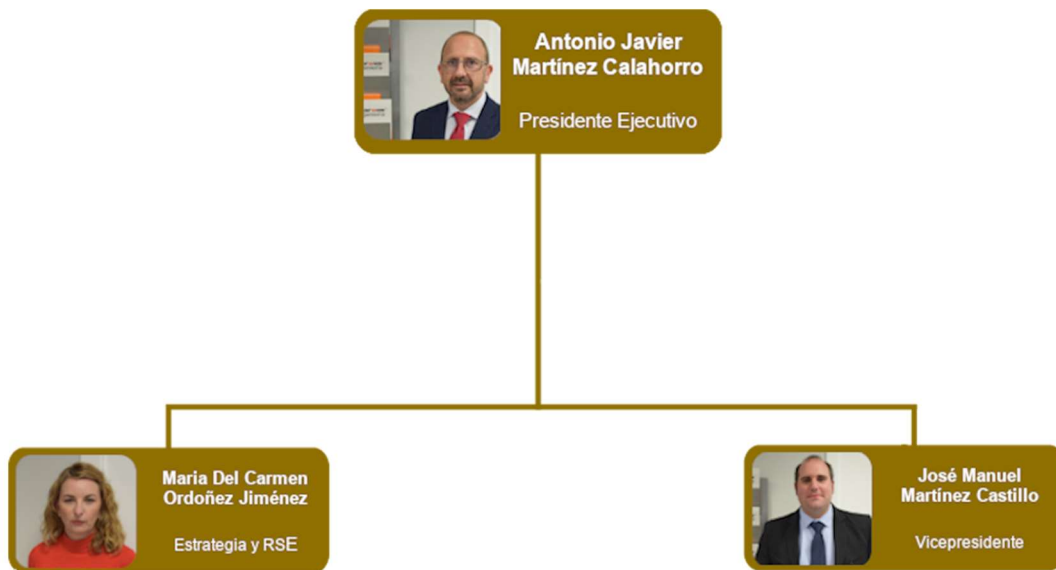 Antonio Javier
Martínez Calahorro
Presidente Ejecutivo
Maria Del Carmen
Ordoñez Jiménez
Estrategia y RSE
José Manuel
Martínez Castillo
Vicepresidente